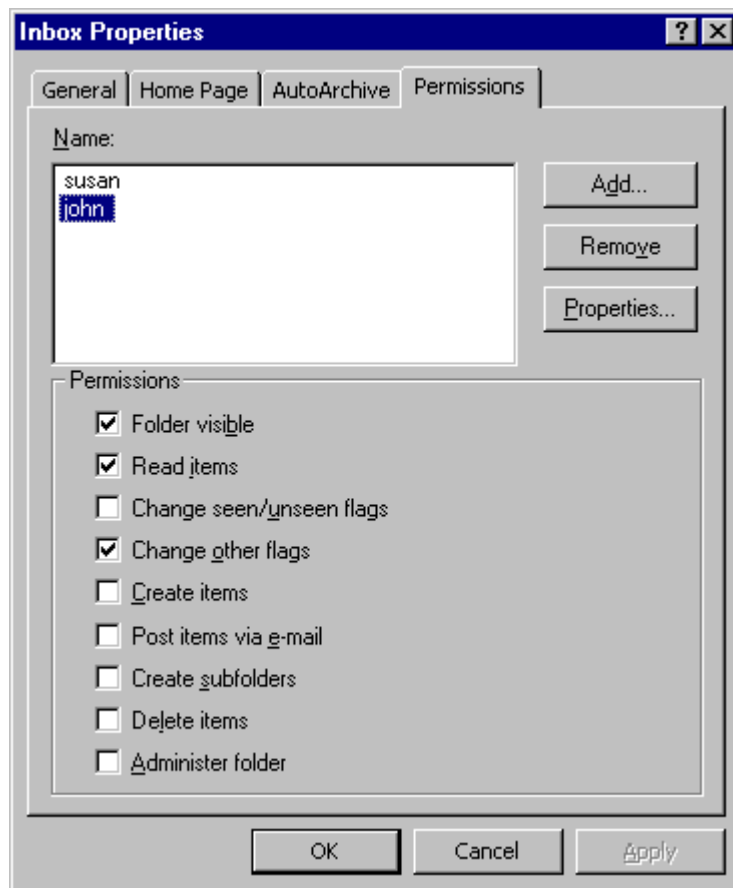 Inbox Properties
General Home Page AutoArchive Permissions
Name:
susan
john
Add...
Remove
Properties...
Permissions
Folder visible
Read items
Change seen/unseen flags
Change other flags
Create items
Post items via e-mail
Create subfolders
Delete items
Administer folder
OK Cancel Apply